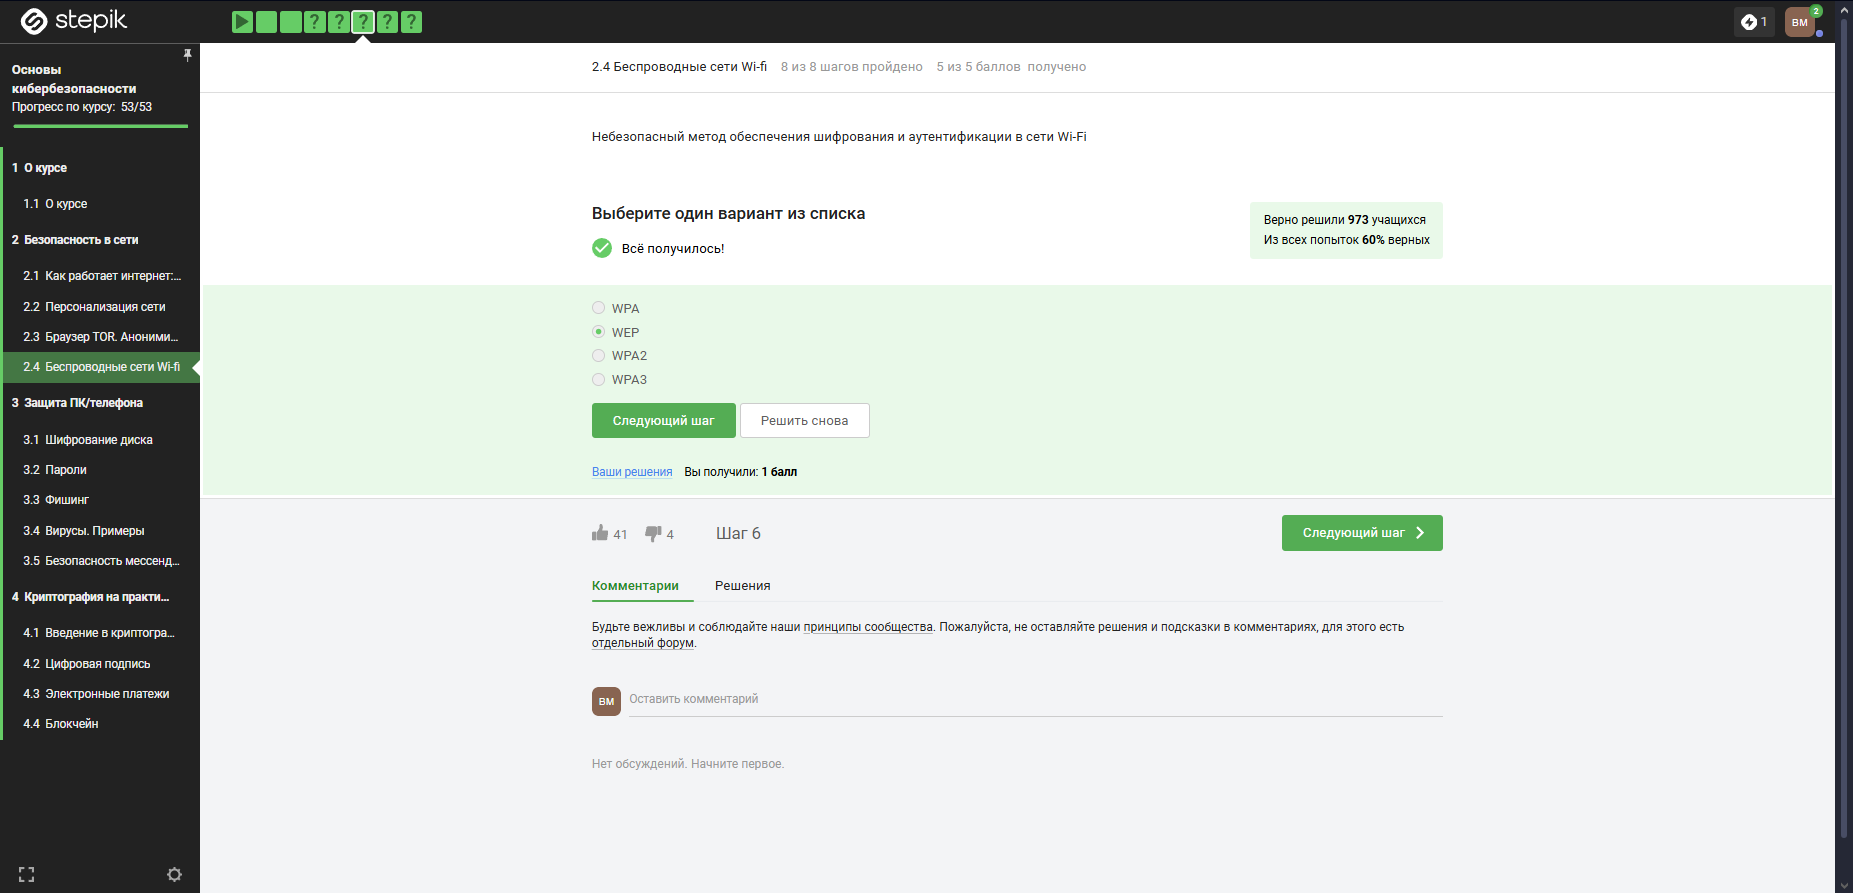 stepik
? ? ? ? ?
1
ВМ
2
Основы
кибербезопасности
Прогресс по курсу: 53/53
1 О курсе
1.1 О курсе
2 Безопасность в сети
2.1 Как работает интернет:...
2.2 Персонализация сети
2.3 Браузер TOR. Аноними...
2.4 Беспроводные сети Wi-fi
3 Защита ПК/телефона
3.1 Шифрование диска
3.2 Пароли
3.3 Фишинг
3.4 Вирусы. Примеры
3.5 Безопасность мессенд...
4 Криптография на практи...
4.1 Введение в криптогра...
4.2 Цифровая подпись
4.3 Электронные платежи
4.4 Блокчейн
2.4 Беспроводные сети Wi-fi 8 из 8 шагов пройдено 5 из 5 баллов получено
Небезопасный метод обеспечения шифрования и аутентификации в сети Wi-Fi
Выберите один вариант из списка
Всё получилось!
Верно решили 973 учащихся
Из всех попыток 60% верных
WPA
WEP
WPA2
WPA3
Следующий шаг Решить снова
Ваши решения Вы получили: 1 балл
41 4 Шаг 6 Следующий шаг
Комментарии Решения
Будьте вежливы и соблюдайте наши принципы сообщества. Пожалуйста, не оставляйте решения и подсказки в комментариях, для этого есть
отдельный форум.
ВМ Оставить комментарий
Нет обсуждений. Начните первое.